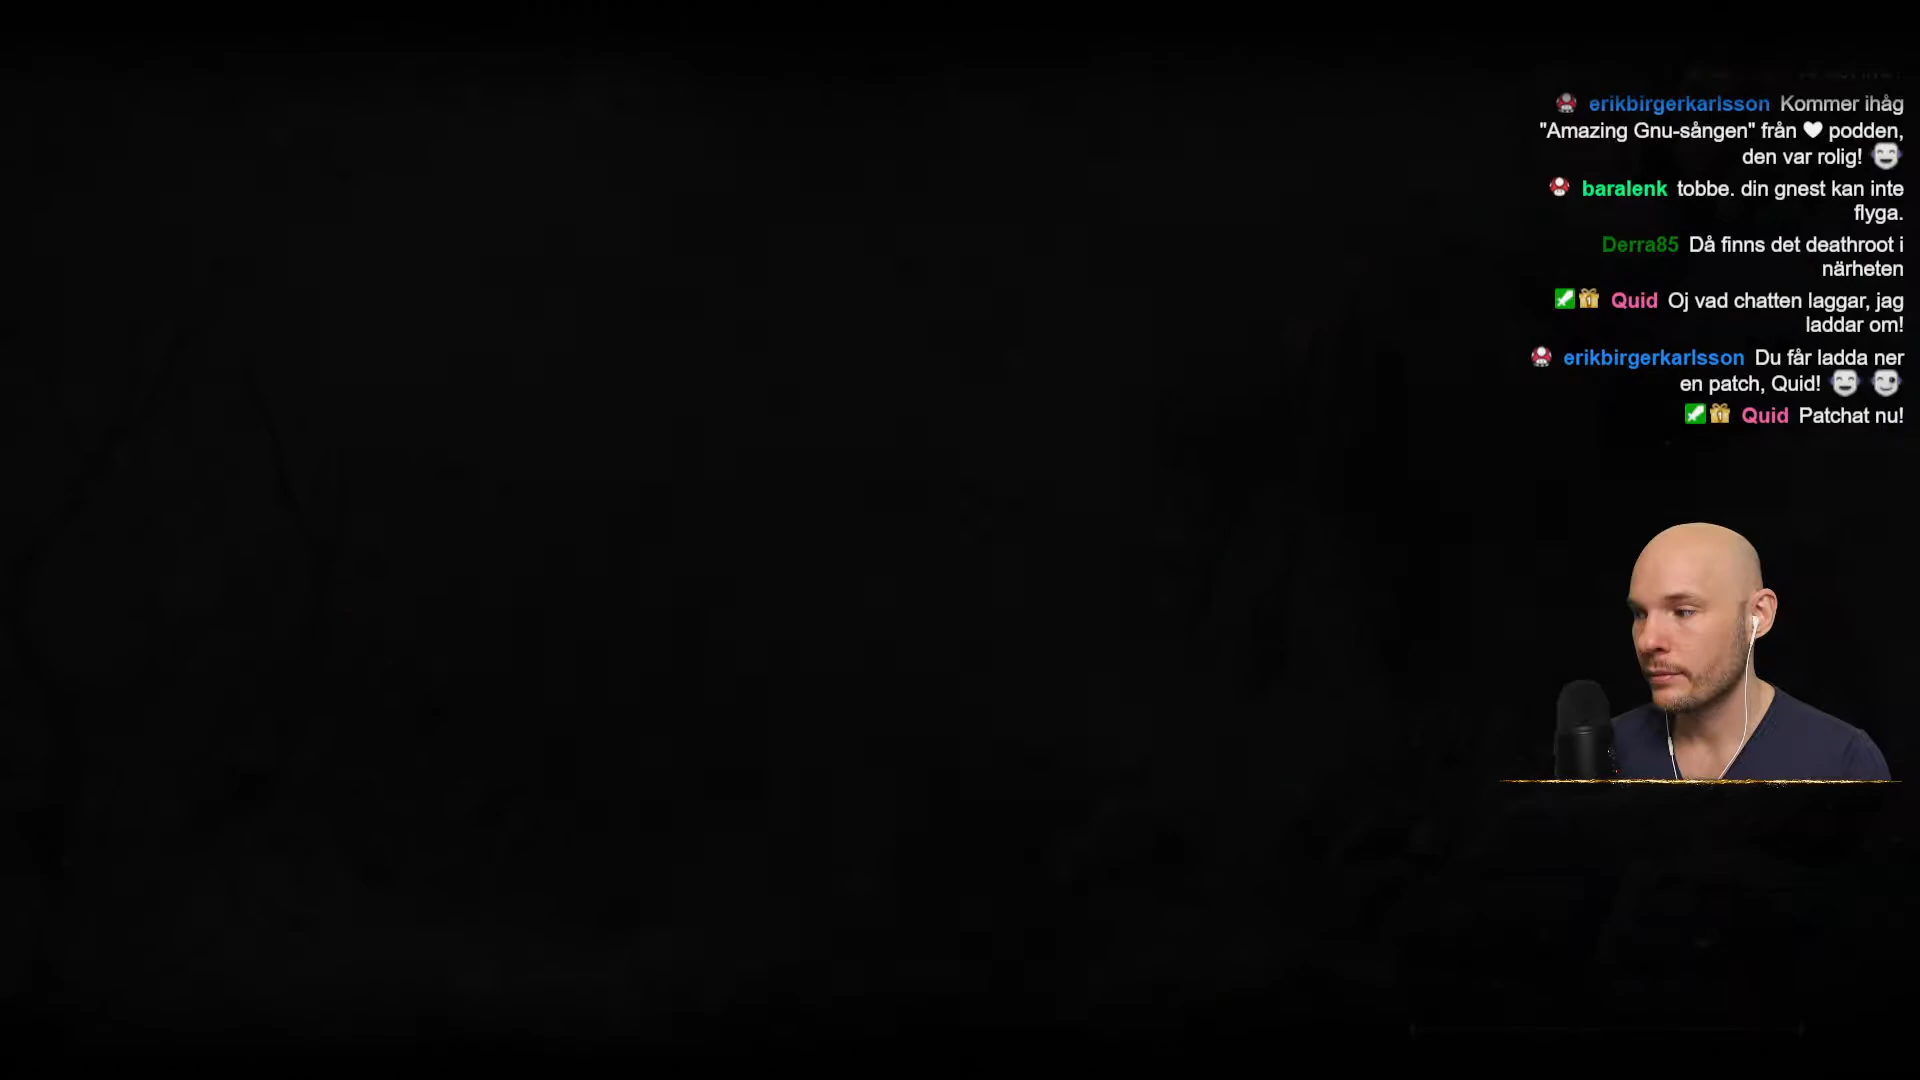 erikbirgerkarlsson Kommer ihåg
"Amazing Gnu-sången" från podden,
den var rolig!
baralenk tobbe. din gnest kan inte
flyga.
Derra85 Då finns det deathroot i
närheten
Quid Oj vad chatten laggar, jag
laddar om!
erikbirgerkarlsson Du får ladda ner
en patch, Quid!
Quid Patchat nu!